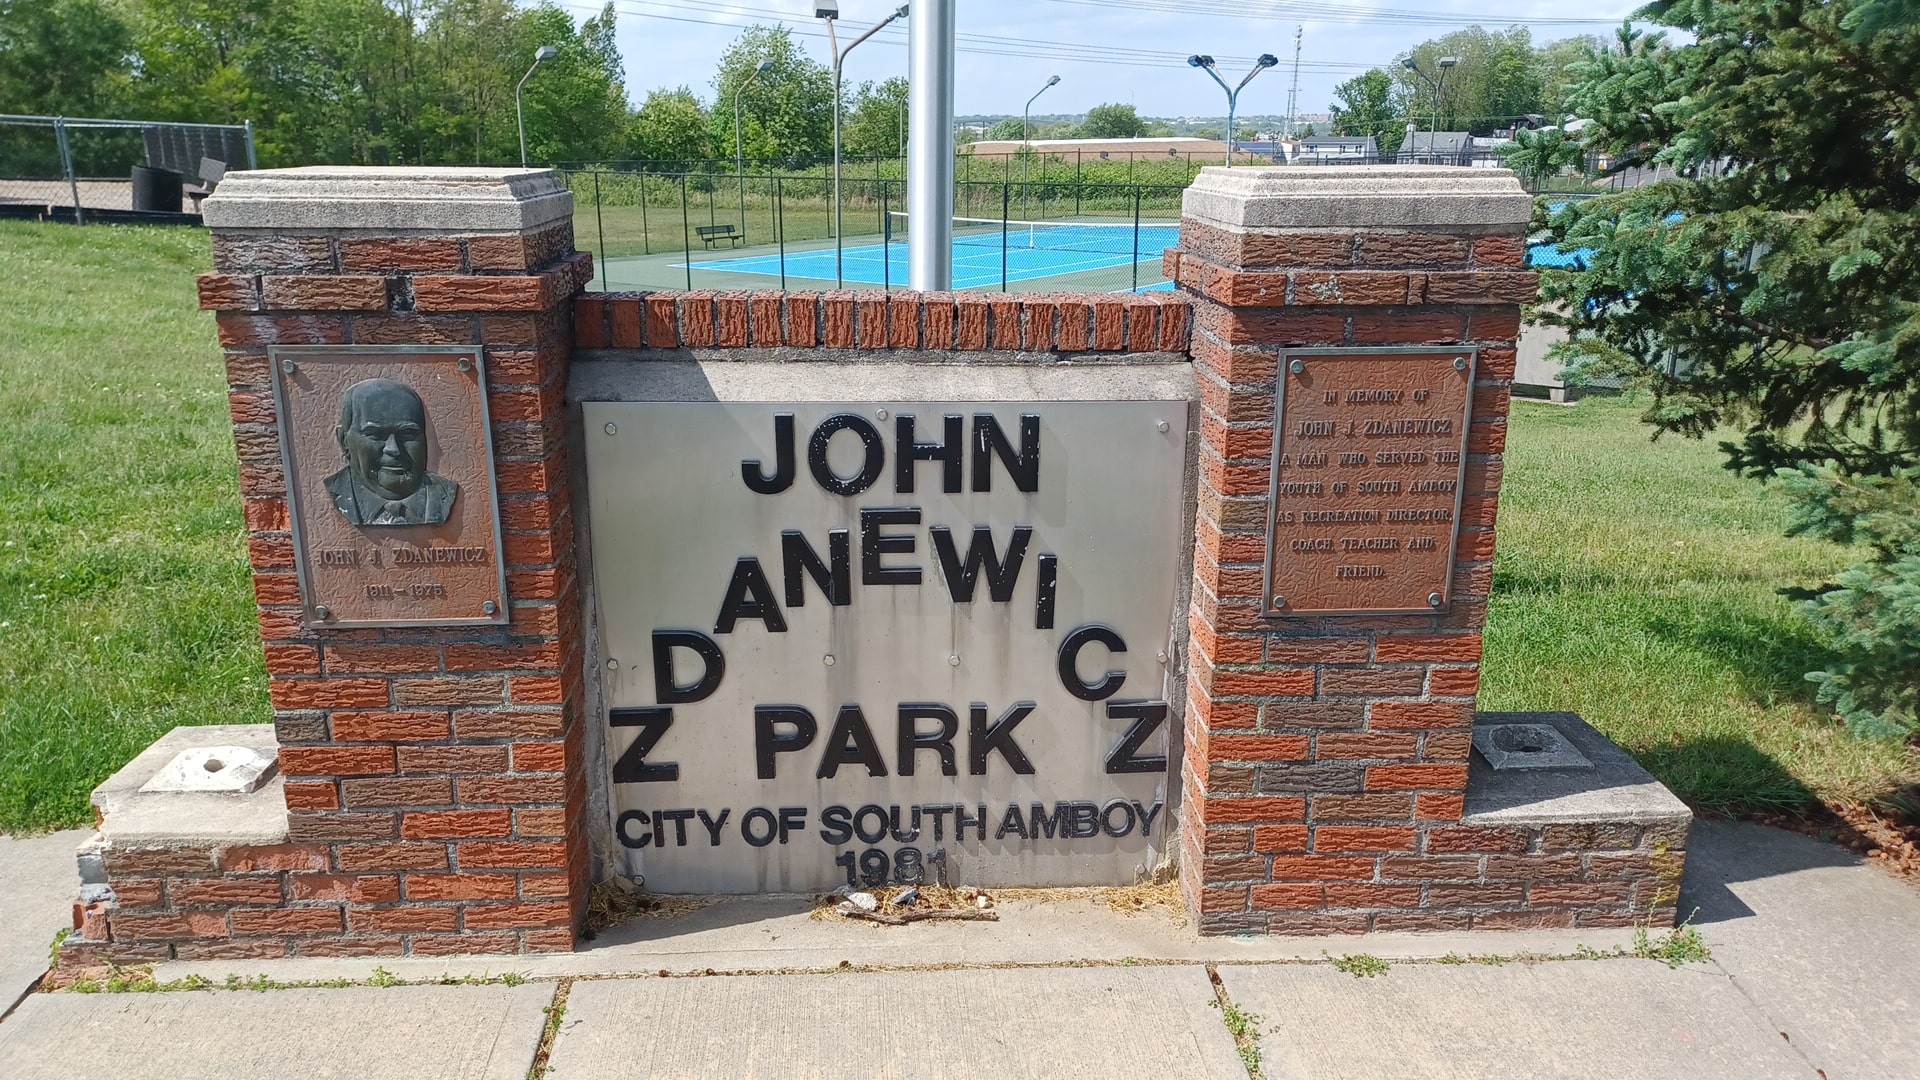 JOHN J. ZDANEWICZ
1911 - 1975
JOHN
ZDANEWICZ
PARK
CITY OF SOUTH AMBOY
1981
IN MEMORY OF
JOHN J. ZDANEWICZ
A MAN WHO SERVED THE
YOUTH OF SOUTH AMBOY
AS RECREATION DIRECTOR,
COACH, TEACHER AND
FRIEND.